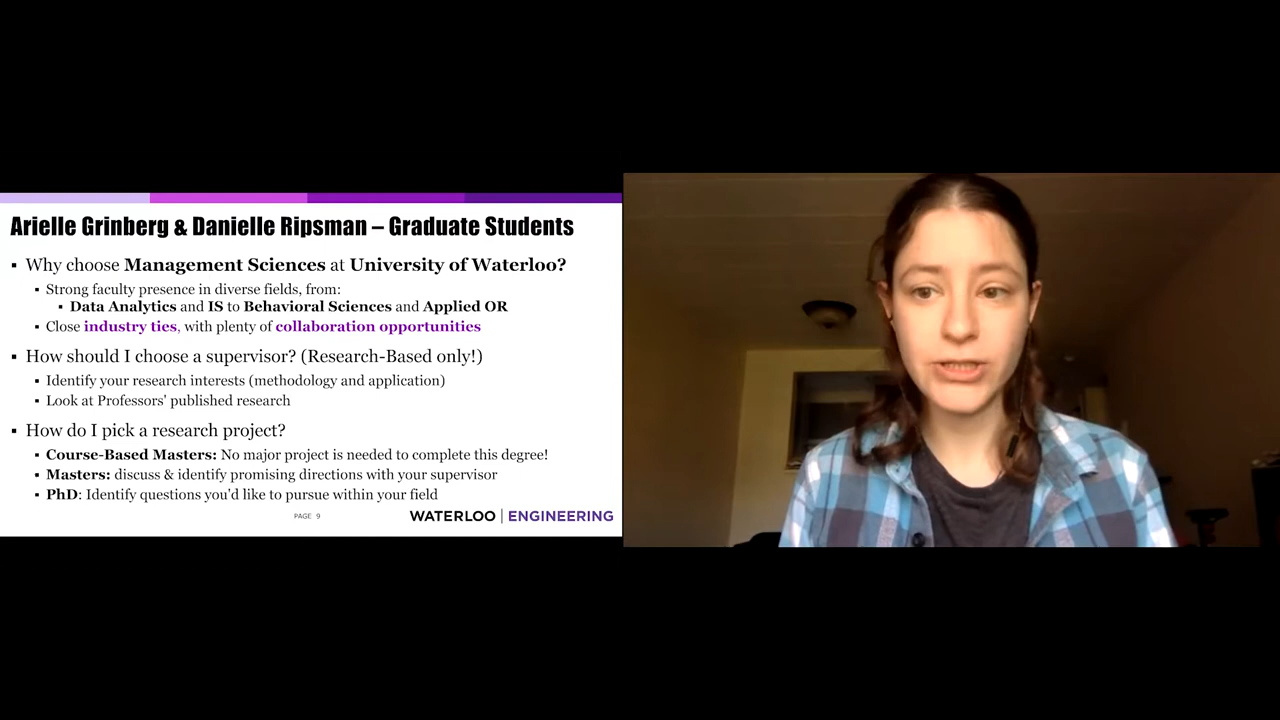 Arielle Grinberg & Danielle Ripsman – Graduate Students
▪ Why choose Management Sciences at University of Waterloo?
▪ Strong faculty presence in diverse fields, from:
▪ Data Analytics and IS to Behavioral Sciences and Applied OR
▪ Close industry ties, with plenty of collaboration opportunities
▪ How should I choose a supervisor? (Research-Based only!)
▪ Identify your research interests (methodology and application)
▪ Look at Professors' published research
▪ How do I pick a research project?
▪ Course-Based Masters: No major project is needed to complete this degree!
▪ Masters: discuss & identify promising directions with your supervisor
▪ PhD: Identify questions you'd like to pursue within your field
PAGE 9
WATERLOO | ENGINEERING